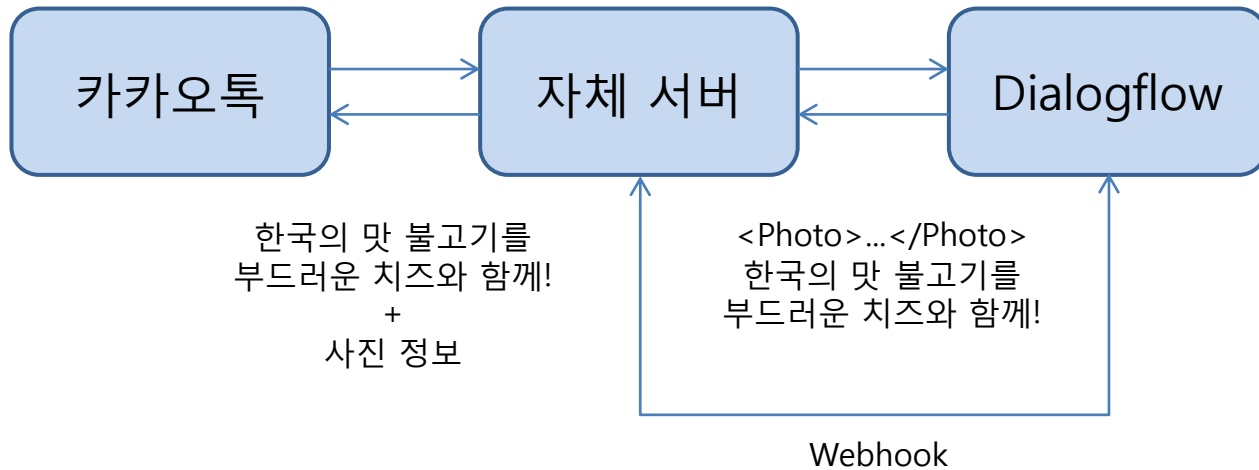 카카오톡
자체 서버
Dialogflow
한국의 맛 불고기를
부드러운 치즈와 함께!
+
사진 정보
<Photo>...</Photo>
한국의 맛 불고기를
부드러운 치즈와 함께!
Webhook